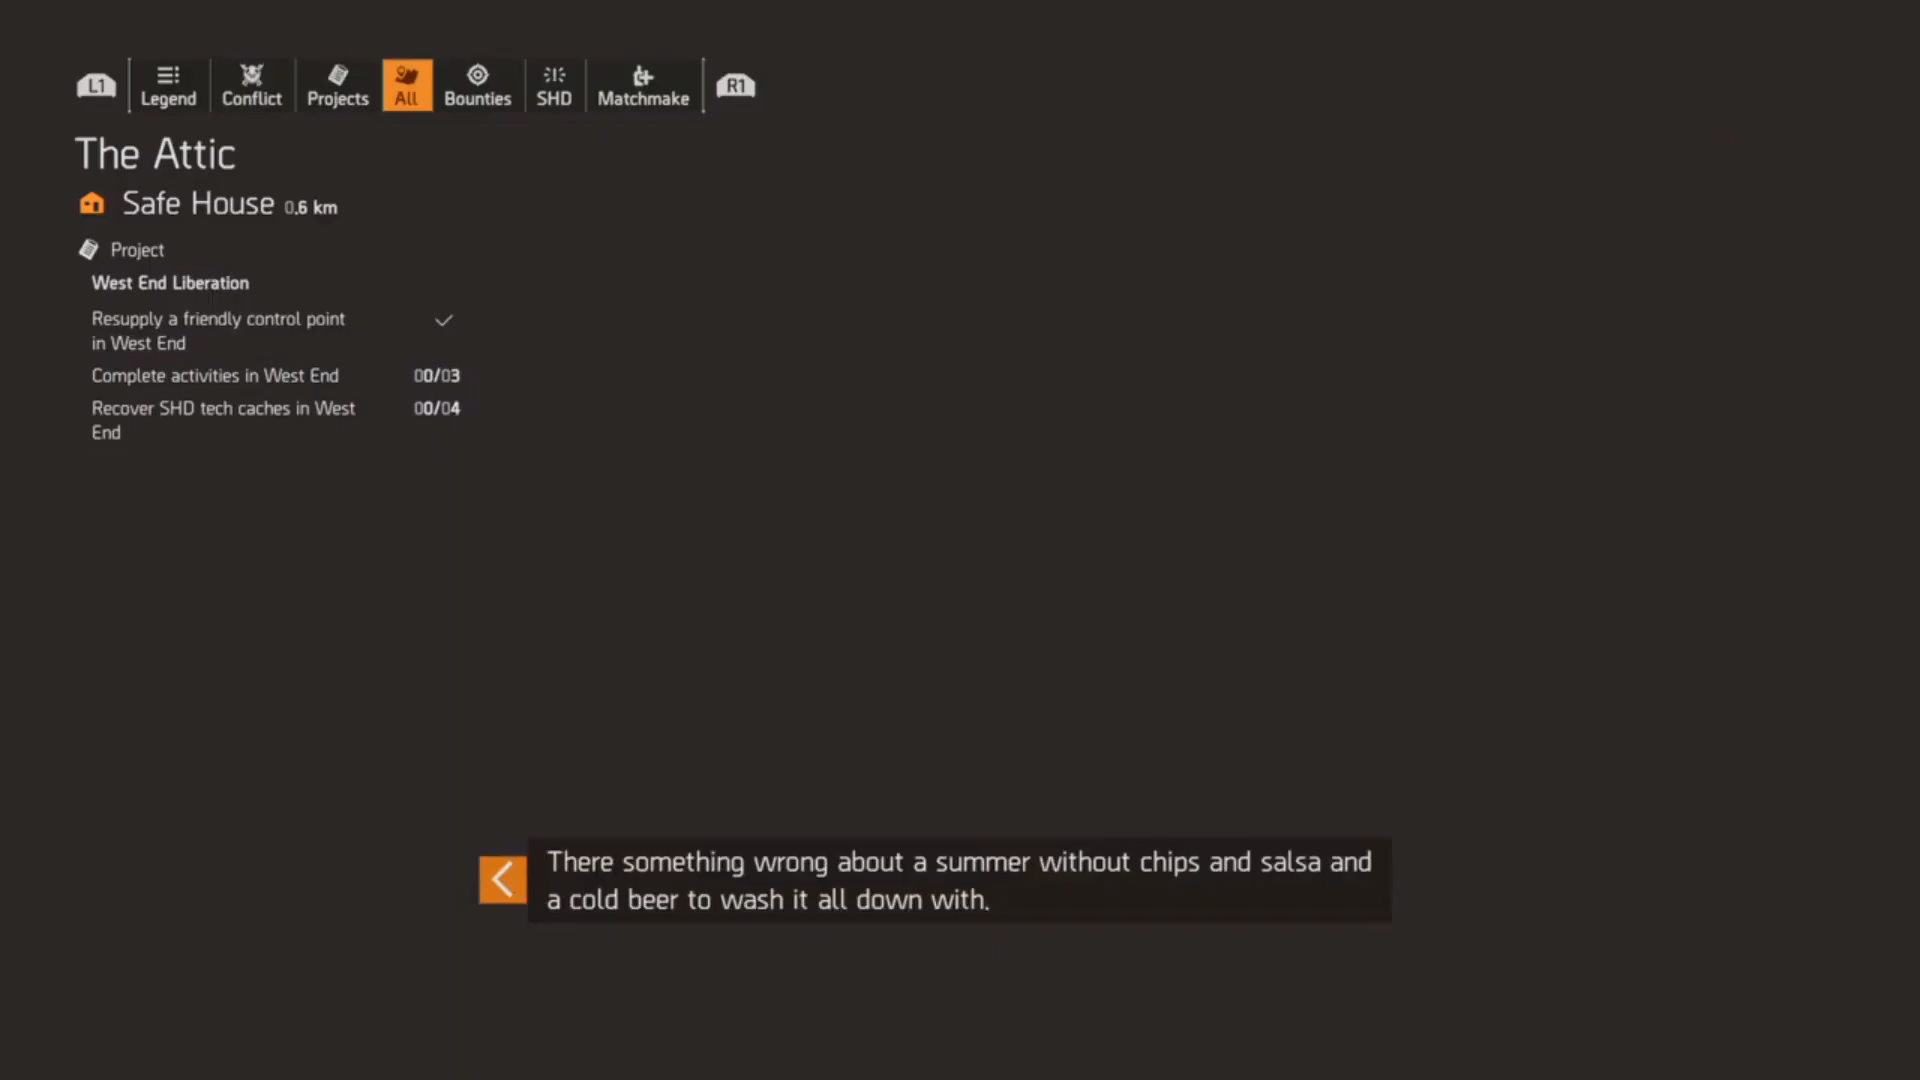 L1 Legend Conflict Projects All Bounties SHD Matchmake R1
The Attic
Safe House 0.6 km
Project
West End Liberation
Resupply a friendly control point
in West End
Complete activities in West End 00/03
Recover SHD tech caches in West 00/04
End
There something wrong about a summer without chips and salsa and
a cold beer to wash it all down with.